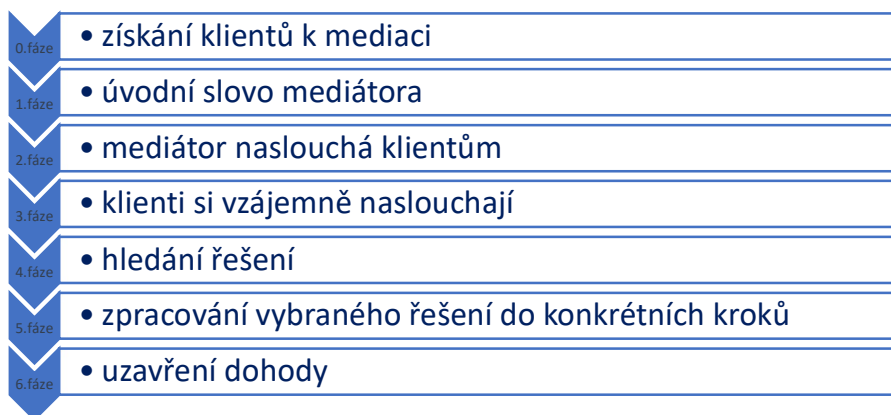 0.fáze • získání klientů k mediaci
1.fáze • úvodní slovo mediátora
2.fáze • mediátor naslouchá klientům
3.fáze • klienti si vzájemně naslouchají
4.fáze • hledání řešení
5.fáze • zpracování vybraného řešení do konkrétních kroků
6.fáze • uzavření dohody